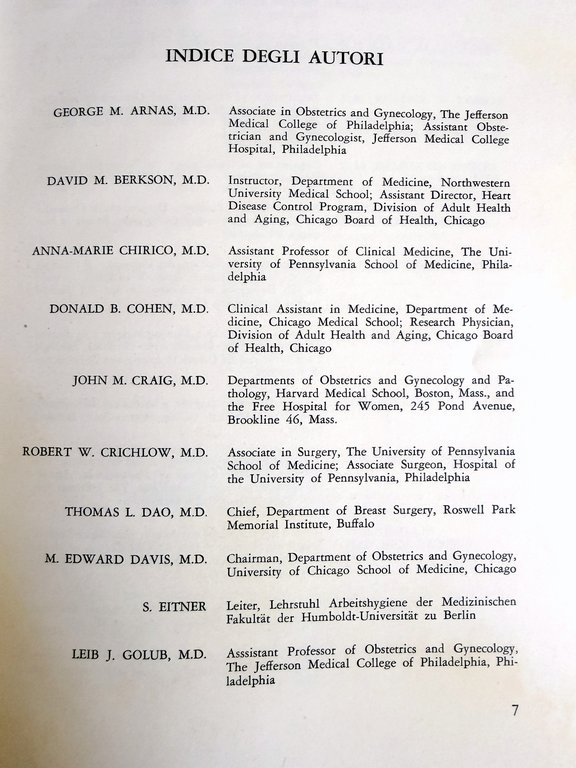 INDICE DEGLI AUTORI
GEORGE M. ARNAS, M.D. Associate in Obstetrics and Gynecology, The Jefferson
Medical College of Philadelphia; Assistant Obste-
trician and Gynecologist, Jefferson Medical College
Hospital, Philadelphia
DAVID M. BERKSON, M.D. Instructor, Department of Medicine, Northwestern
University Medical School; Assistant Director, Heart
Disease Control Program, Division of Adult Health
and Aging, Chicago Board of Health, Chicago
ANNA-MARIE CHIRICO, M.D. Assistant Professor of Clinical Medicine, The Uni-
versity of Pennsylvania School of Medicine, Phila-
delphia
DONALD B. COHEN, M.D. Clinical Assistant in Medicine, Department of Me-
dicine, Chicago Medical School; Research Physician,
Division of Adult Health and Aging, Chicago Board
of Health, Chicago
JOHN M. CRAIG, M.D. Departments of Obstetrics and Gynecology and Pa-
thology, Harvard Medical School, Boston, Mass., and
the Free Hospital for Women, 245 Pond Avenue,
Brookline 46, Mass.
ROBERT W. CRICHLOW, M.D. Associate in Surgery, The University of Pennsylvania
School of Medicine; Associate Surgeon, Hospital of
the University of Pennsylvania, Philadelphia
THOMAS L. DAO, M.D. Chief, Department of Breast Surgery, Roswell Park
Memorial Institute, Buffalo
M. EDWARD DAVIS, M.D. Chairman, Department of Obstetrics and Gynecology,
University of Chicago School of Medicine, Chicago
S. EITNER Leiter, Lehrstuhl Arbeitshygiene der Medizinischen
Fakultät der Humboldt-Universität zu Berlin
LEIB J. GOLUB, M.D. Asssistant Professor of Obstetrics and Gynecology,
The Jefferson Medical College of Philadelphia, Phi-
ladelphia
7